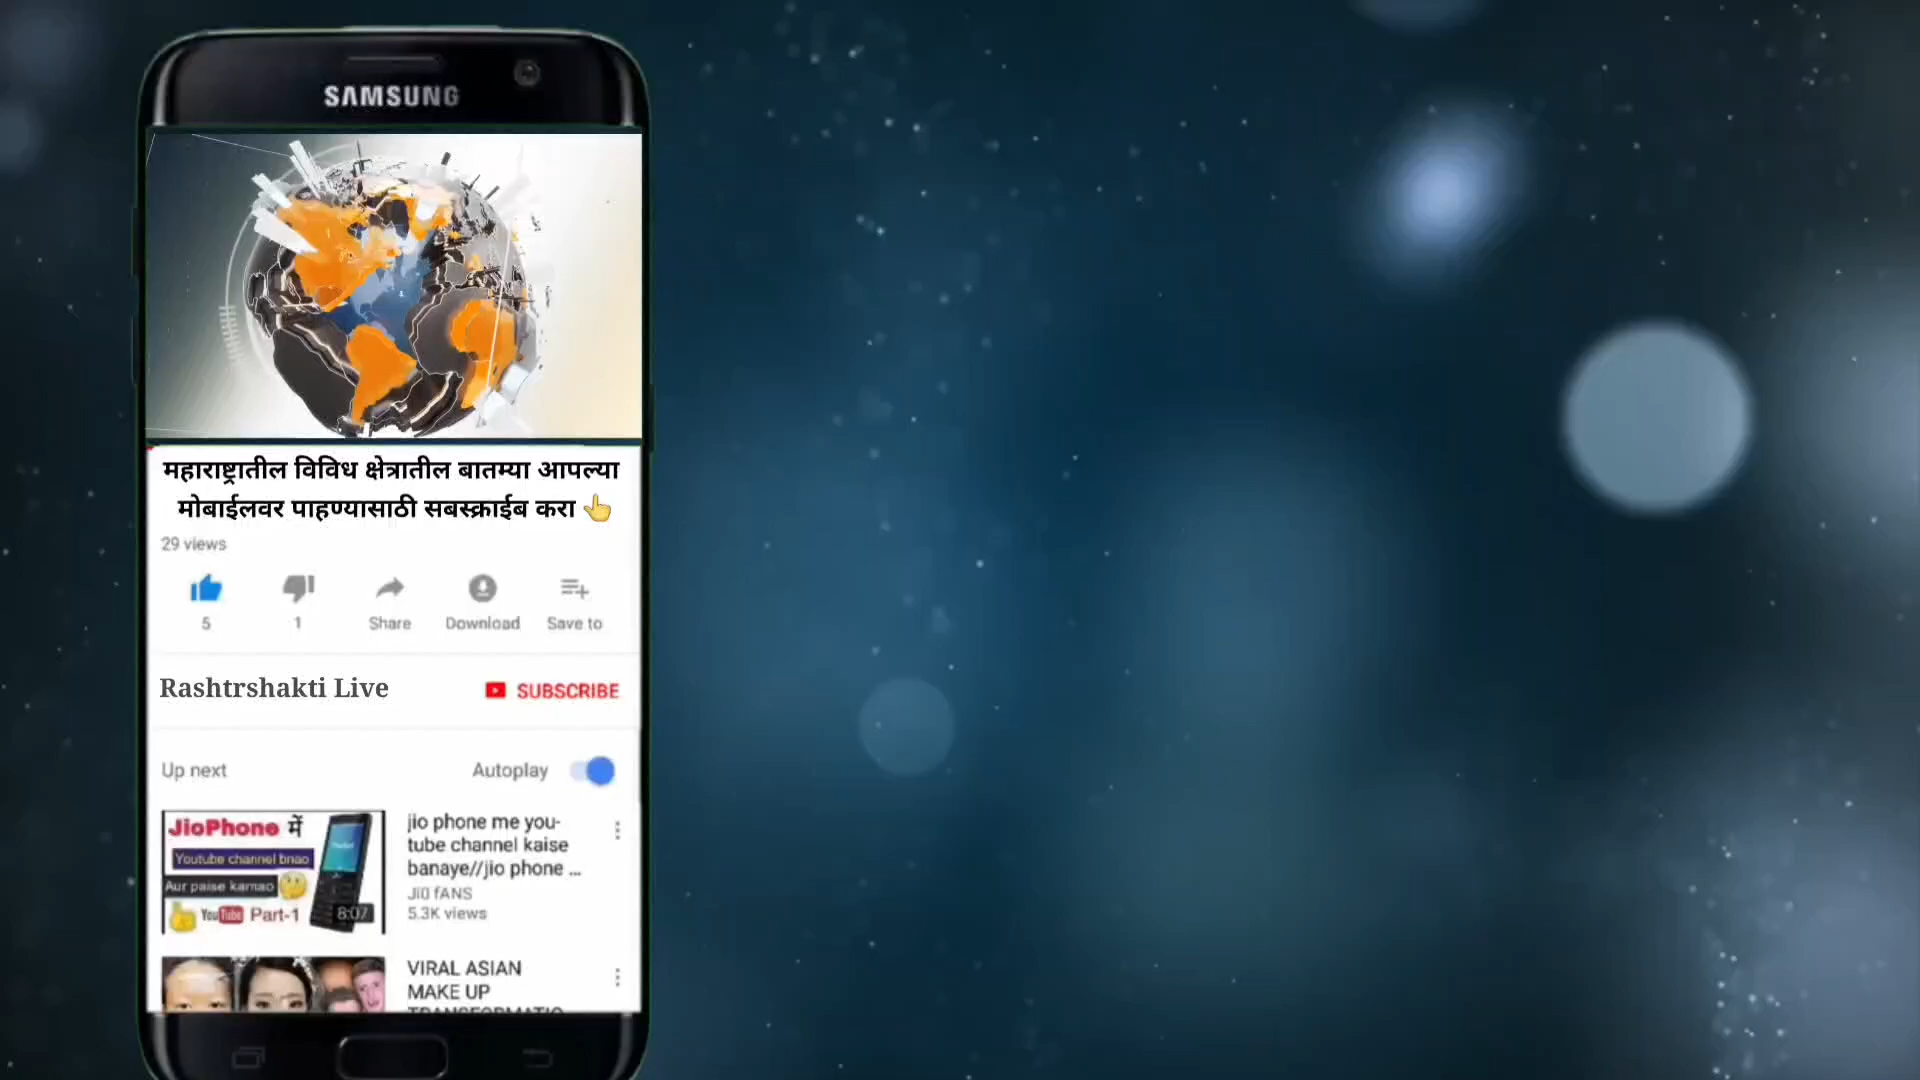 SAMSUNG
महाराष्ट्रातील विविध क्षेत्रातील बातम्या आपल्या
मोबाईलवर पाहण्यासाठी सबस्क्राईब करा 👆
29 views
5
1
Share
Download
Save to
Rashtrshakti Live
SUBSCRIBE
Up next
Autoplay
JioPhone में
Youtube channel bnao
Aur paise kamao
YouTube Part-1
8:07
jio phone me you-
tube channel kaise
banaye//jio phone ...
JIO fANS
5.3K views
VIRAL ASIAN
MAKE UP